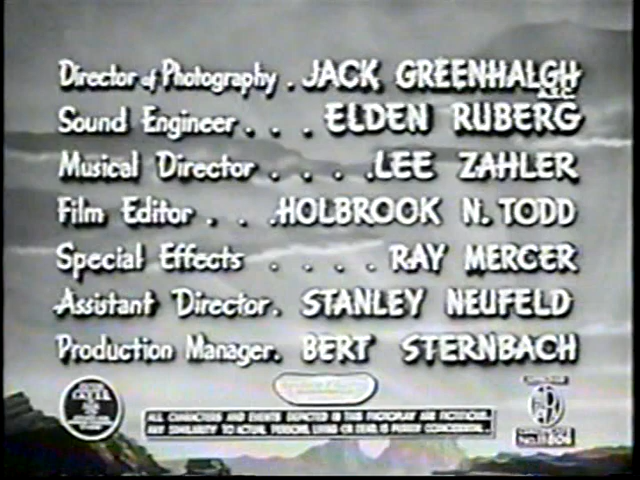 Director of Photography . JACK GREENHALGH
Sound Engineer . . . ELDEN RUBERG
Musical Director . . . . LEE ZAHLER
Film Editor . . . HOLBROOK N. TODD
Special Effects . . . . RAY MERCER
Assistant Director. STANLEY NEUFELD
Production Manager. BERT STERNBACH
ALL CHARACTERS AND EVENTS DEPICTED IN THIS PHOTOPLAY ARE FICTITIOUS.
ANY SIMILARITY TO ACTUAL PERSONS, LIVING OR DEAD, IS PURELY COINCIDENTAL.
No. 11806